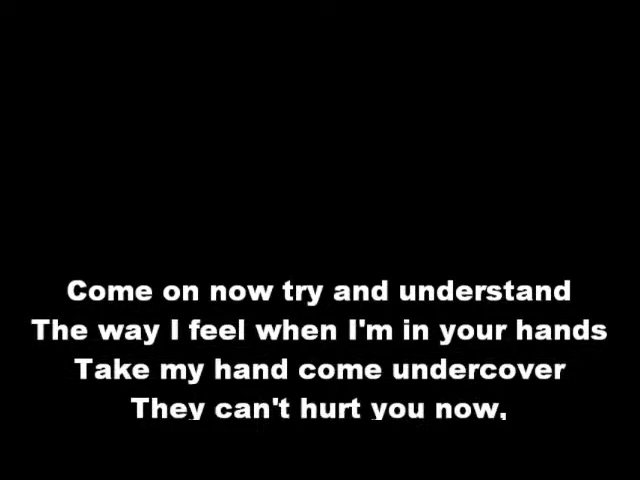 Come on now try and understand
The way I feel when I'm in your hands
Take my hand come undercover
They can't hurt you now,